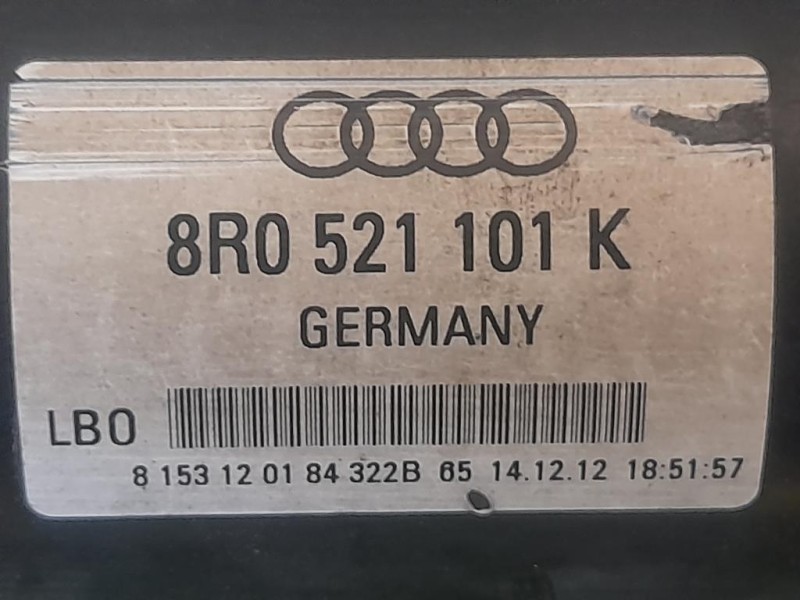 8R0 521 101 K
GERMANY
LBO
8 153 12 01 84 322B 65 14.12.12 18:51:57